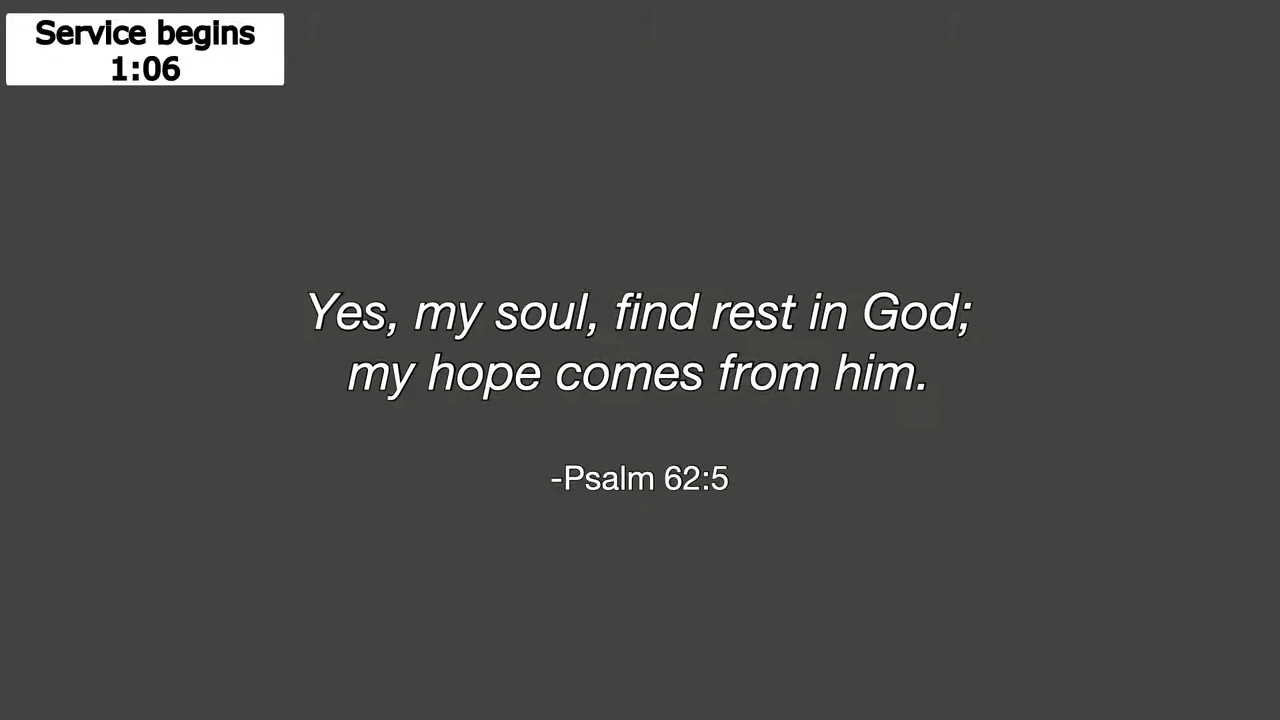 Service begins
1:06
Yes, my soul, find rest in God;
my hope comes from him.
-Psalm 62:5